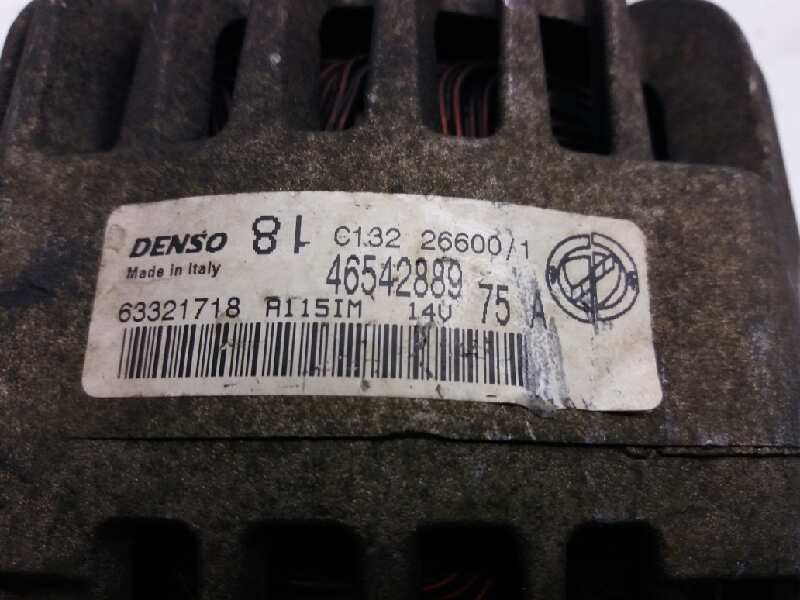 DENSO 81 C132 26600/1
Made in Italy 46542889
63321718 A115IM 14V 75 A